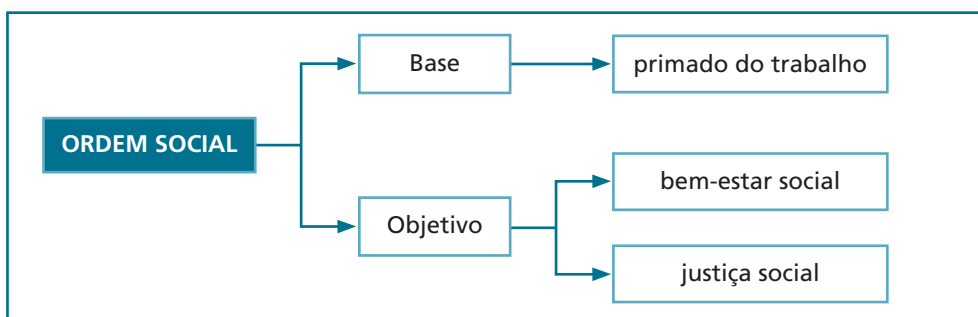 ORDEM SOCIAL
Base
primado do trabalho
Objetivo
bem-estar social
justiça social